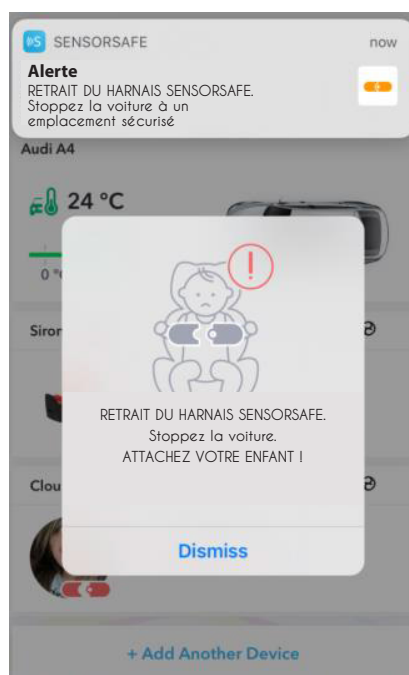 SENSORSAFE
now
Alerte
RETRAIT DU HARNAIS SENSORSAFE.
Stoppez la voiture à un
emplacement sécurisé
Audi A4
24 °C
0 °
Siror
RETRAIT DU HARNAIS SENSORSAFE.
Stoppez la voiture.
ATTACHEZ VOTRE ENFANT !
Clou
Dismiss
+ Add Another Device